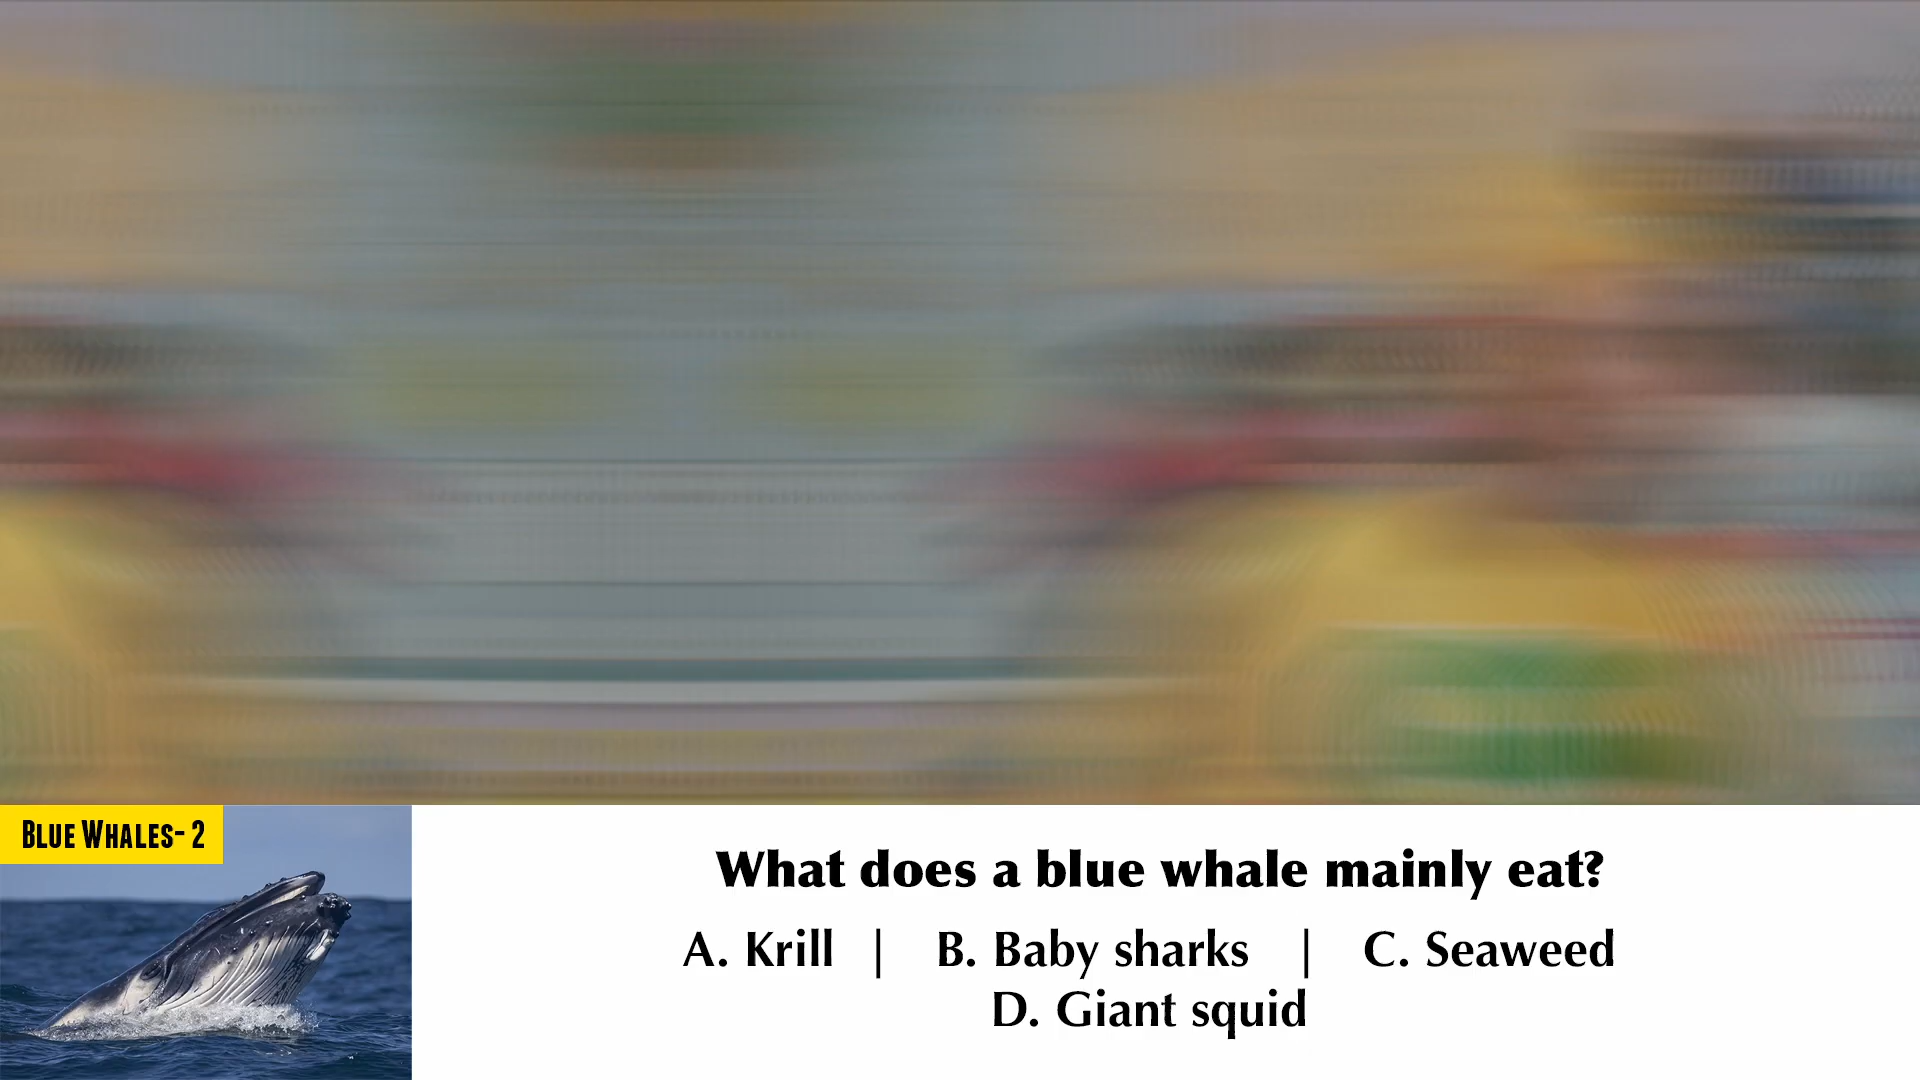 BLUE WHALES- 2
What does a blue whale mainly eat?
A. Krill | B. Baby sharks | C. Seaweed
D. Giant squid